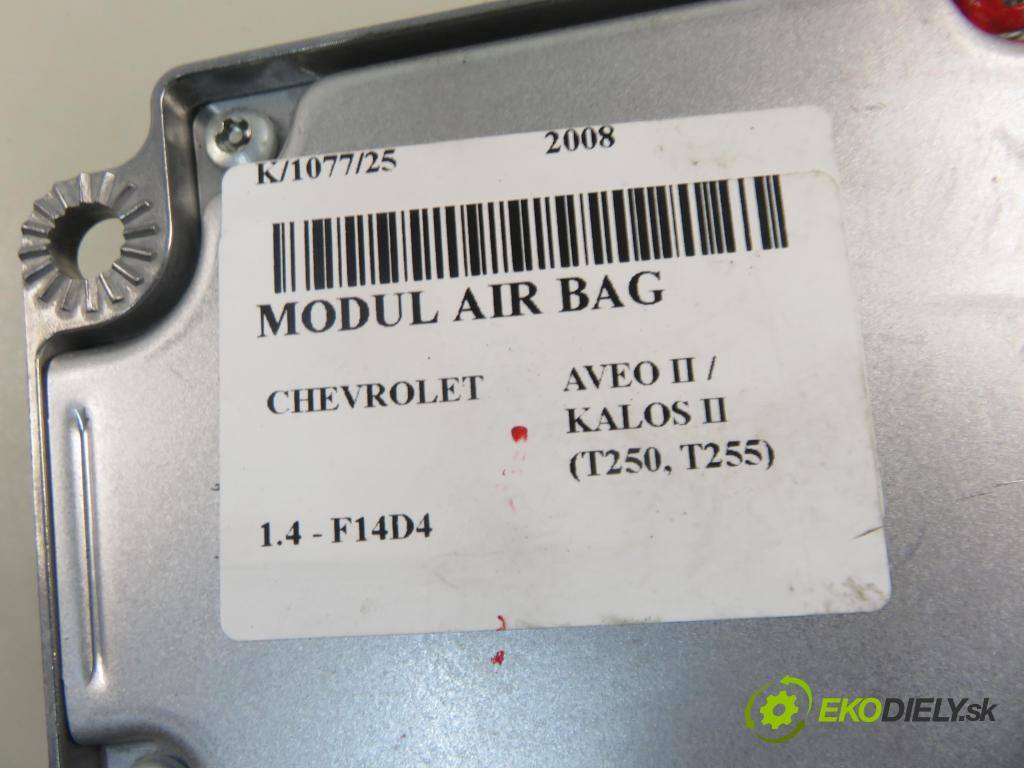 K/1077/25 2008
MODUL AIR BAG
CHEVROLET
AVEO II /
KALOS II
(T250, T255)
1.4 - F14D4
EKODIELY.sk